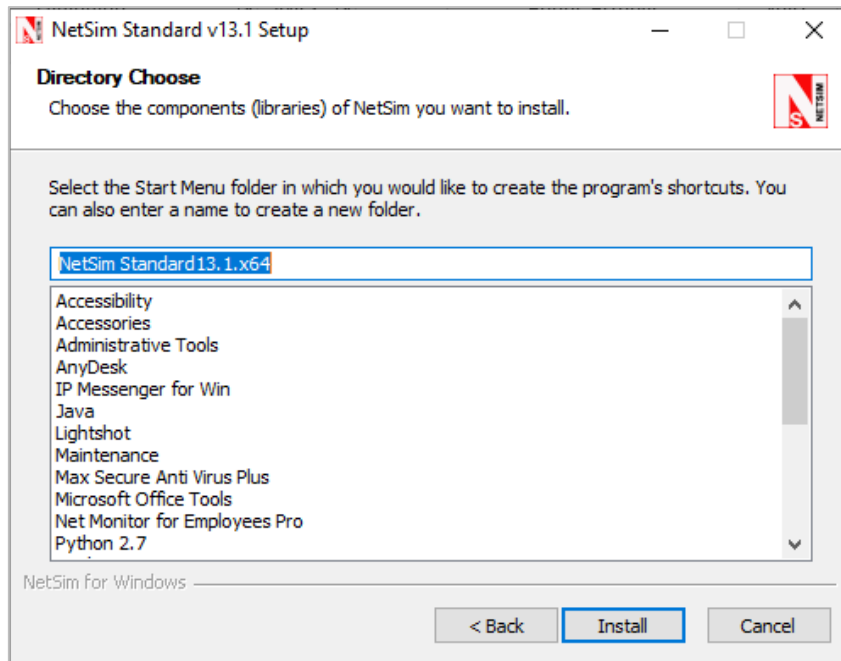 NetSim Standard v13.1 Setup
Directory Choose
Choose the components (libraries) of NetSim you want to install.
NS
NETSIM
Select the Start Menu folder in which you would like to create the program's shortcuts. You
can also enter a name to create a new folder.
NetSim Standard13.1.x64
Accessibility
Accessories
Administrative Tools
AnyDesk
IP Messenger for Win
Java
Lightshot
Maintenance
Max Secure Anti Virus Plus
Microsoft Office Tools
Net Monitor for Employees Pro
Python 2.7
NetSim for Windows
< Back
Install
Cancel